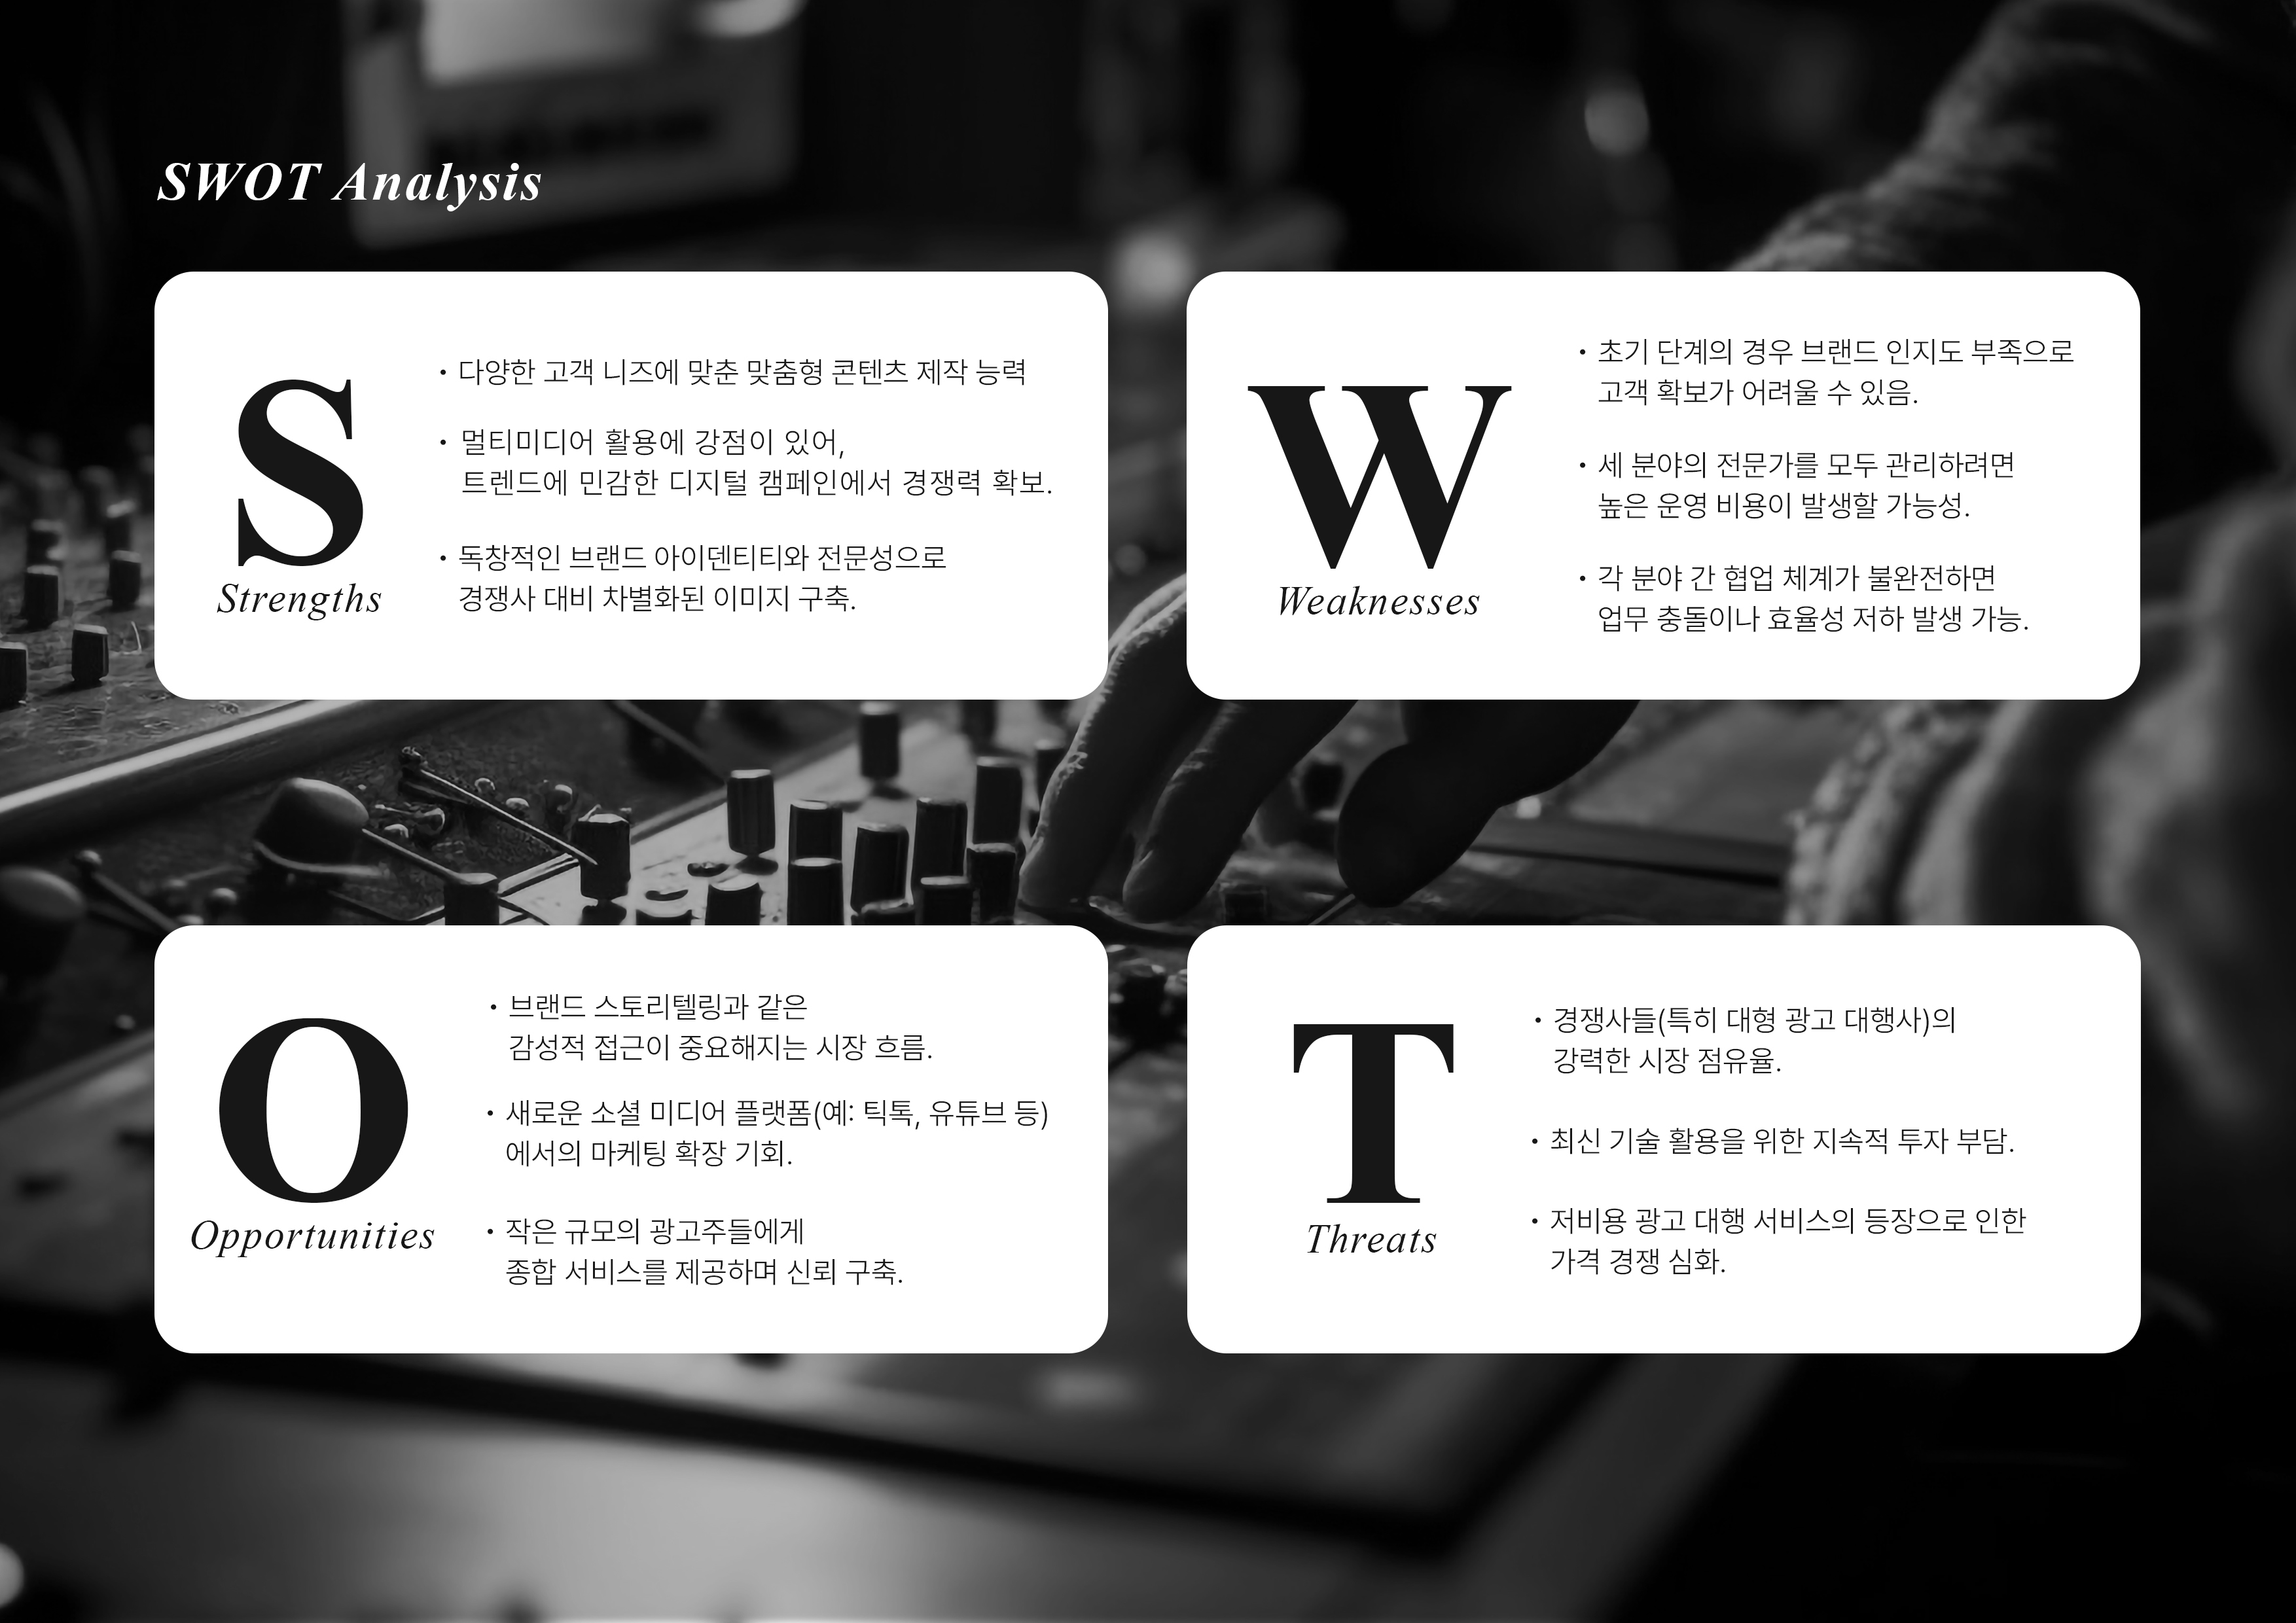 SWOT Analysis
S
Strengths
• 다양한 고객 니즈에 맞춘 맞춤형 콘텐츠 제작 능력
• 멀티미디어 활용에 강점이 있어,
트렌드에 민감한 디지털 캠페인에서 경쟁력 확보.
• 독창적인 브랜드 아이덴티티와 전문성으로
경쟁사 대비 차별화된 이미지 구축.
W
Weaknesses
• 초기 단계의 경우 브랜드 인지도 부족으로
고객 확보가 어려울 수 있음.
• 세 분야의 전문가를 모두 관리하려면
높은 운영 비용이 발생할 가능성.
• 각 분야 간 협업 체계가 불완전하면
업무 충돌이나 효율성 저하 발생 가능.
O
Opportunities
• 브랜드 스토리텔링과 같은
감성적 접근이 중요해지는 시장 흐름.
• 새로운 소셜 미디어 플랫폼(예: 틱톡, 유튜브 등)
에서의 마케팅 확장 기회.
• 작은 규모의 광고주들에게
종합 서비스를 제공하며 신뢰 구축.
T
Threats
• 경쟁사들(특히 대형 광고 대행사)의
강력한 시장 점유율.
• 최신 기술 활용을 위한 지속적 투자 부담.
• 저비용 광고 대행 서비스의 등장으로 인한
가격 경쟁 심화.